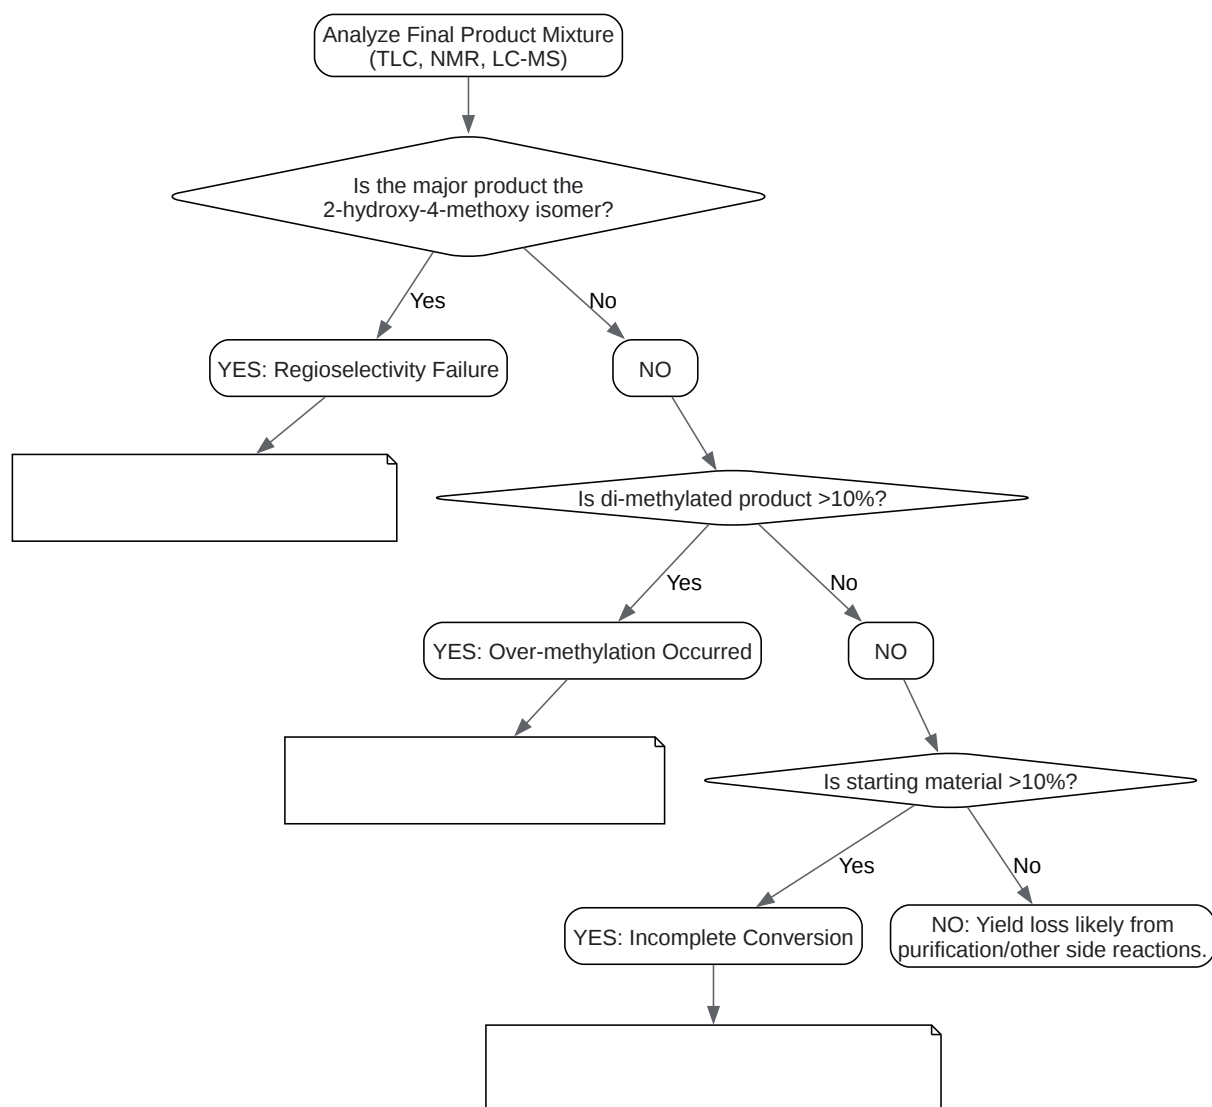 Analyze Final Product Mixture
(TLC, NMR, LC-MS)
Is the major product the
2-hydroxy-4-methoxy isomer?
Yes
No
YES: Regioselectivity Failure
NO
Is di-methylated product >10%?
Yes
No
YES: Over-methylation Occurred
NO
Is starting material >10%?
Yes
No
YES: Incomplete Conversion
NO: Yield loss likely from
purification/other side reactions.